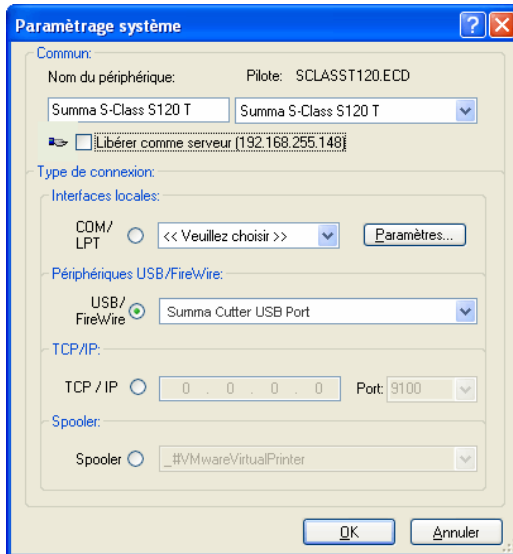 Paramètrage système
Commun:
Nom du périphérique: Pilote: SCLASST120.ECD
Summa S-Class S120 T Summa S-Class S120 T
Libérer comme serveur (192.168.255.148)
Type de connexion:
Interfaces locales:
COM/
LPT << Veuillez choisir >> Paramètres...
Périphériques USB/FireWire:
USB/
FireWire Summa Cutter USB Port
TCP/IP:
TCP / IP 0 . 0 . 0 . 0 Port: 9100
Spooler:
Spooler _#VMwareVirtualPrinter
OK Annuler